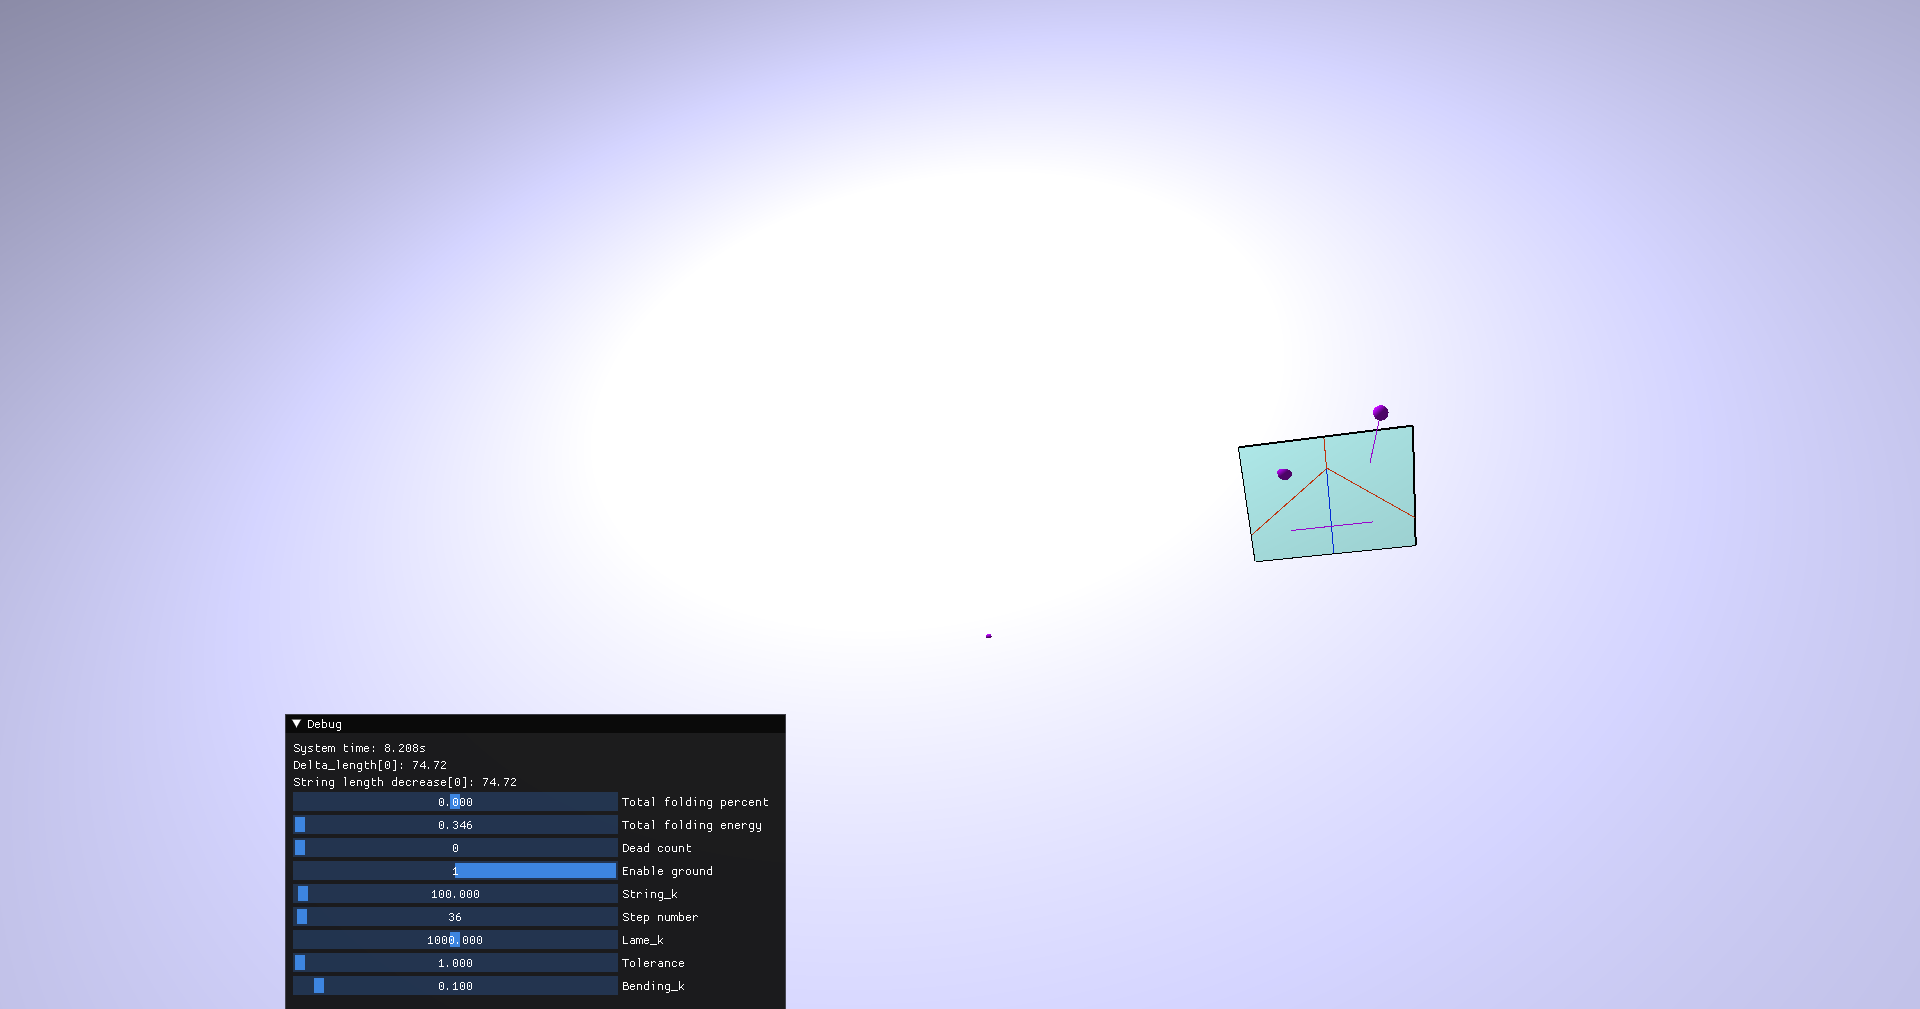 Debug
System time: 8.208s
Delta_length[0]: 74.72
String length decrease[0]: 74.72
0.000 Total folding percent
0.346 Total folding energy
0 Dead count
1 Enable ground
100.000 String_k
36 Step number
1000.000 Lame_k
1.000 Tolerance
0.100 Bending_k